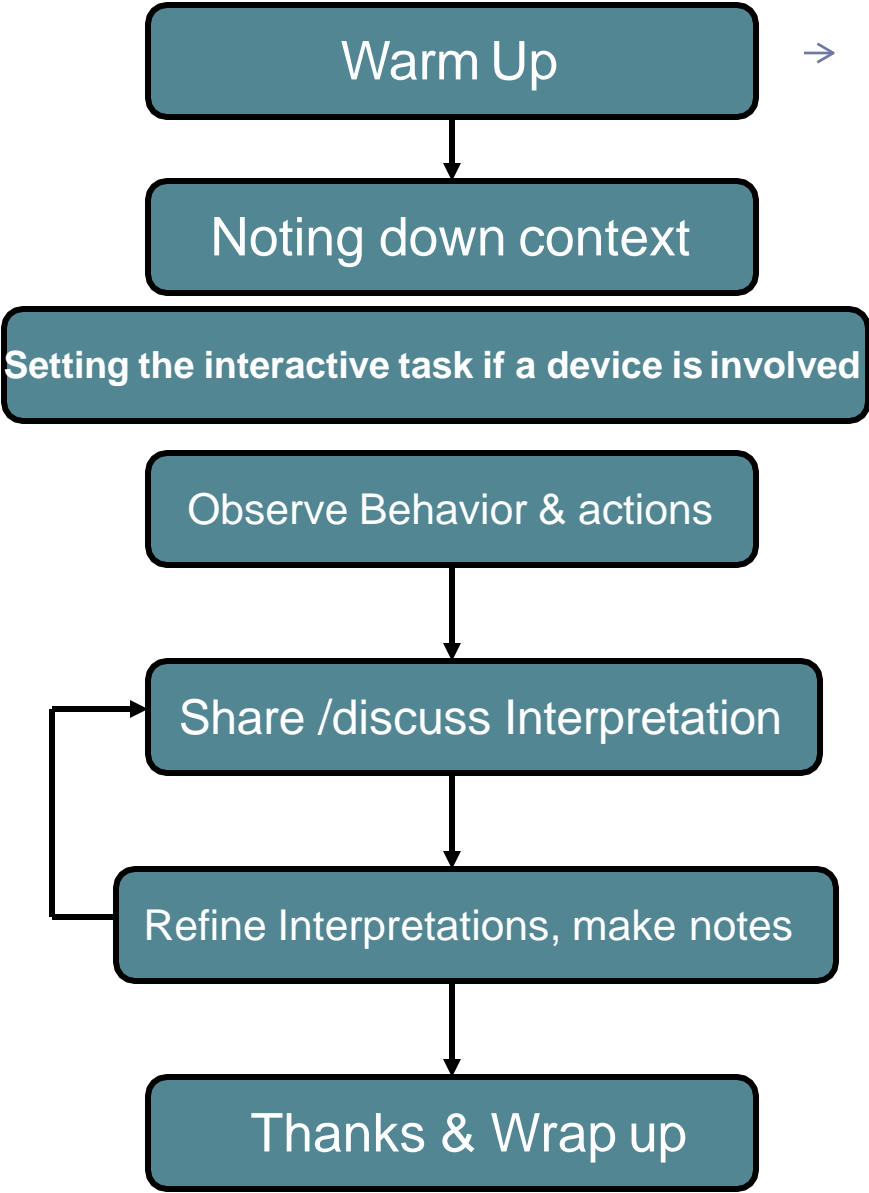 Warm Up
Noting down context
Setting the interactive task if a device is involved
Observe Behavior & actions
Share /discuss Interpretation
Refine Interpretations, make notes
Thanks & Wrap up